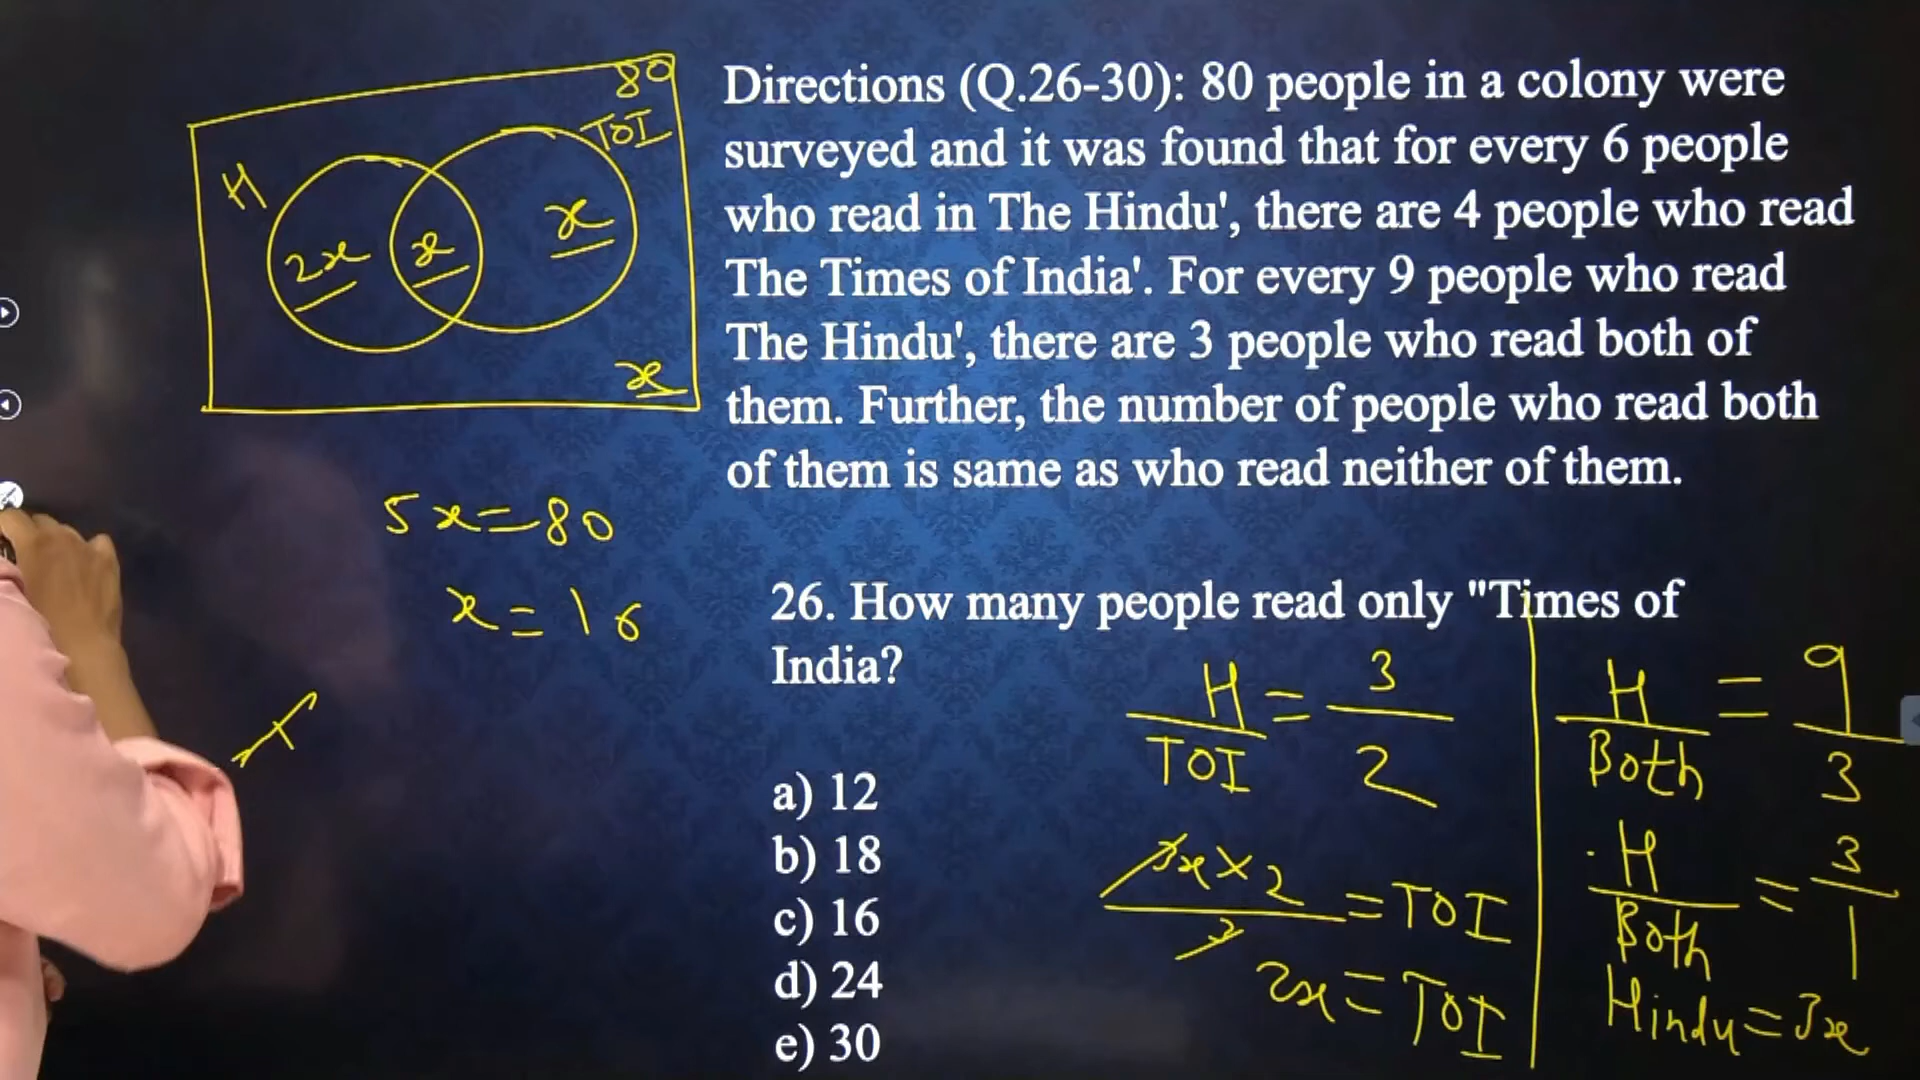 80
TOI
H
2x x x
x
5x=80
x=16
Directions (Q.26-30): 80 people in a colony were
surveyed and it was found that for every 6 people
who read in The Hindu', there are 4 people who read
The Times of India'. For every 9 people who read
The Hindu', there are 3 people who read both of
them. Further, the number of people who read both
of them is same as who read neither of them.
26. How many people read only "Times of
India?
a) 12
b) 18
c) 16
d) 24
e) 30
H = 3
TOI 2
3x×2 = TOI
3
2x = TOI
H = 9
Both 3
H = 3
Both 1
Hindu = 3x